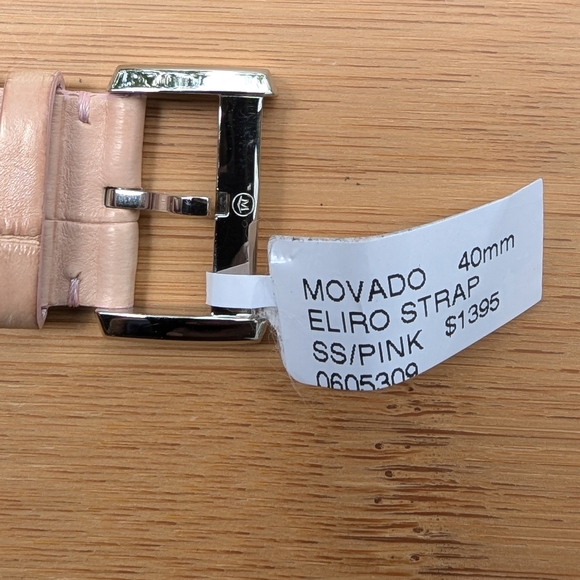 M
MOVADO 40mm
ELIRO STRAP
SS/PINK $1395
0605309